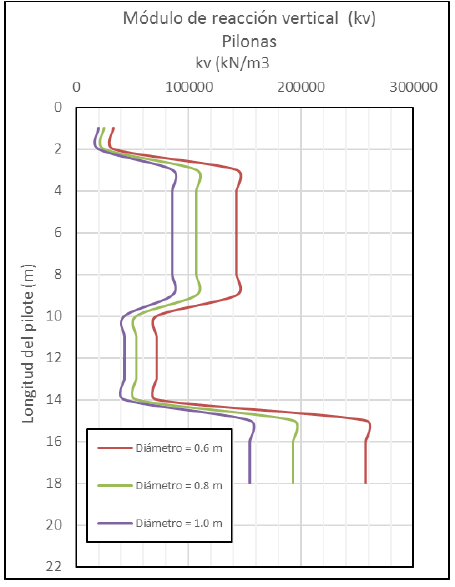 Módulo de reacción vertical (kv)
Pilonas
kv (kN/m3
0 100000 200000 300000
0
2
4
6
8
10
12
14
16
18
20
22
Longitud del pilote (m)
Diámetro = 0.6 m
Diámetro = 0.8 m
Diámetro = 1.0 m